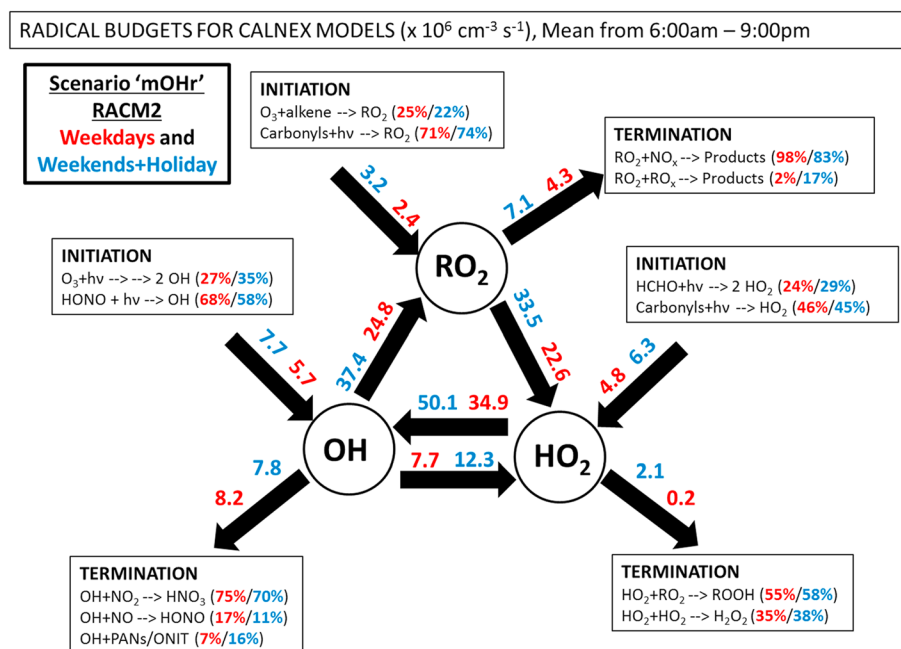 RADICAL BUDGETS FOR CALNEX MODELS (x 10⁶ cm⁻³ s⁻¹), Mean from 6:00am – 9:00pm
Scenario ‘mOHr’
RACM2
Weekdays and
Weekends+Holiday
INITIATION
O₃+alkene --> RO₂ (25%/22%)
Carbonyls+hν --> RO₂ (71%/74%)
TERMINATION
RO₂+NOₓ --> Products (98%/83%)
RO₂+ROₓ --> Products (2%/17%)
3.2
2.4
7.1 4.3
RO₂
INITIATION
O₃+hν --> --> 2 OH (27%/35%)
HONO + hν --> OH (68%/58%)
INITIATION
HCHO+hν --> 2 HO₂ (24%/29%)
Carbonyls+hν --> HO₂ (46%/45%)
7.7
5.7
37.4 24.8
33.5
22.6
4.8 6.3
50.1 34.9
OH
HO₂
7.7 12.3
7.8
8.2
2.1
0.2
TERMINATION
OH+NO₂ --> HNO₃ (75%/70%)
OH+NO --> HONO (17%/11%)
OH+PANs/ONIT (7%/16%)
TERMINATION
HO₂+RO₂ --> ROOH (55%/58%)
HO₂+HO₂ --> H₂O₂ (35%/38%)